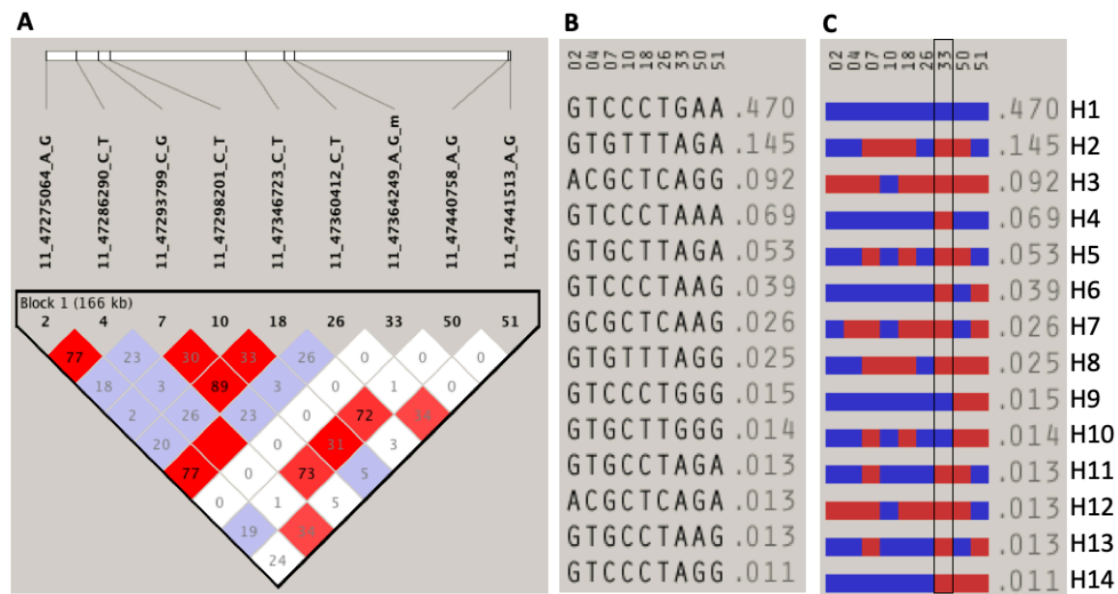 A
11_47275064_A_G
11_47286290_C_T
11_47293799_C_G
11_47298201_C_T
11_47346723_C_T
11_47360412_C_T
11_47364249_A_G_m
11_47440758_A_G
11_47441513_A_G
Block 1 (166 kb)
2 4 7 10 18 26 33 50 51
77 23 30 33 26 0 0 0
18 3 89 3 0 1 0
2 26 23 0 72
20 0 31 3
77 0 73 5
0 1 5
19
24
B
02 04 07 10 18 26 33 50 51
GTCCCTGAA .470
GTGTTTAGA .145
ACGCTCAGG .092
GTCCCTAAA .069
GTGCTTAGA .053
GTCCCTAAG .039
GCGCTCAAG .026
GTGTTTAGG .025
GTCCCTGGG .015
GTGCTTGGG .014
GTGCCTAGA .013
ACGCTCAGA .013
GTGCCTAAG .013
GTCCCTAGG .011
C
02 04 07 10 18 26 33 50 51
.470 H1
.145 H2
.092 H3
.069 H4
.053 H5
.039 H6
.026 H7
.025 H8
.015 H9
.014 H10
.013 H11
.013 H12
.013 H13
.011 H14